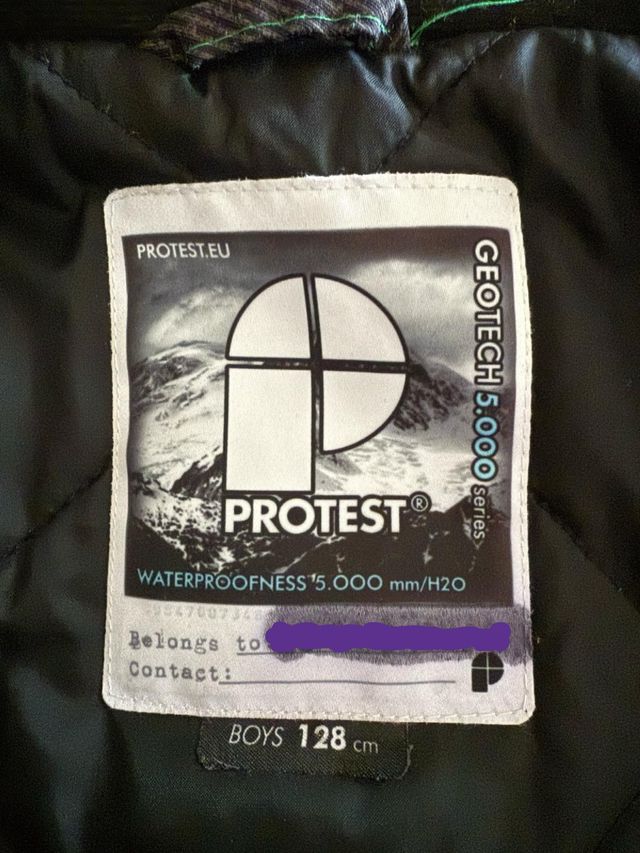 PROTEST.EU
GEOTECH 5.000 series
PROTEST®
WATERPROOFNESS 5.000 mm/H2O
Belongs to
Contact:
BOYS 128 cm